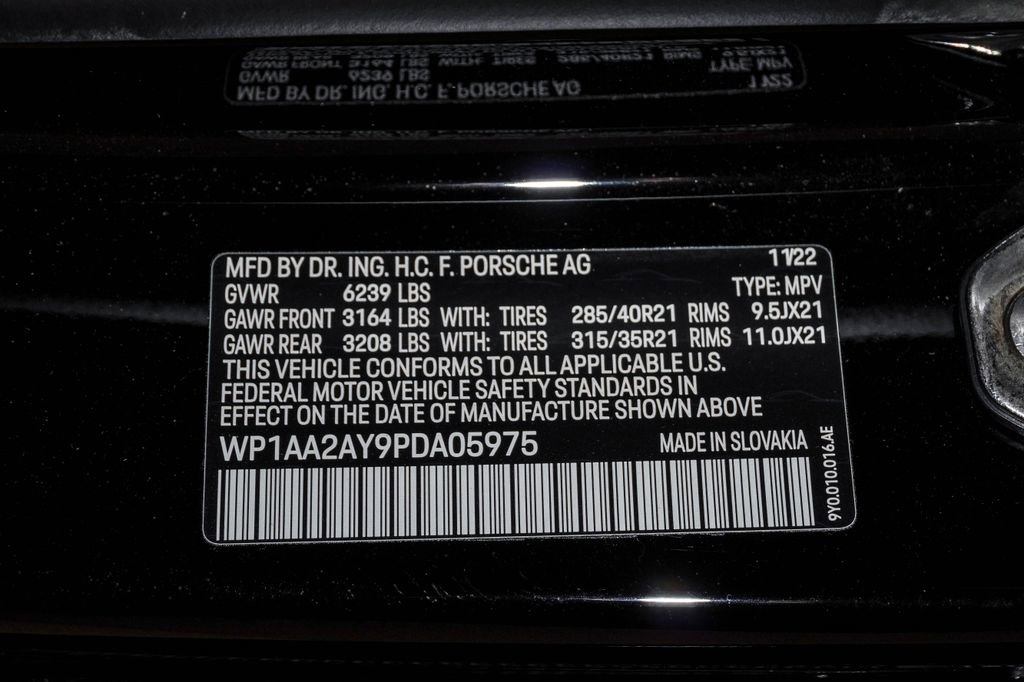 MFD BY DR. ING. H.C. F. PORSCHE AG 11/22
GVWR 6239 LBS TYPE: MPV
GAWR FRONT 3164 LBS WITH: TIRES 285/40R21 RIMS 9.5JX21
GAWR REAR 3208 LBS WITH: TIRES 315/35R21 RIMS 11.0JX21
THIS VEHICLE CONFORMS TO ALL APPLICABLE U.S.
FEDERAL MOTOR VEHICLE SAFETY STANDARDS IN
EFFECT ON THE DATE OF MANUFACTURE SHOWN ABOVE
WP1AA2AY9PDA05975 MADE IN SLOVAKIA
9Y0.010.016.AE